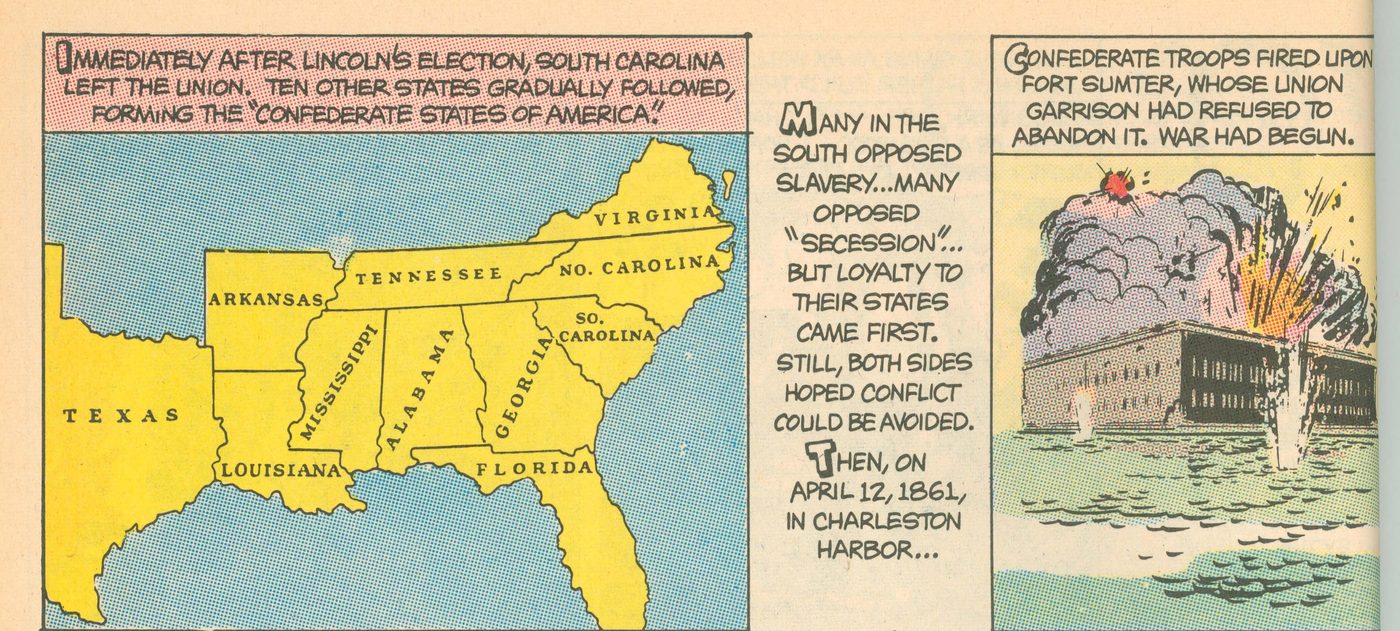 IMMEDIATELY AFTER LINCOLN'S ELECTION, SOUTH CAROLINA
LEFT THE UNION. TEN OTHER STATES GRADUALLY FOLLOWED,
FORMING THE "CONFEDERATE STATES OF AMERICA."
VIRGINIA
TENNESSEE
NO. CAROLINA
ARKANSAS
SO.
CAROLINA
MISSISSIPPI
ALABAMA
GEORGIA
TEXAS
LOUISIANA
FLORIDA
MANY IN THE
SOUTH OPPOSED
SLAVERY...MANY
OPPOSED
"SECESSION"...
BUT LOYALTY TO
THEIR STATES
CAME FIRST.
STILL, BOTH SIDES
HOPED CONFLICT
COULD BE AVOIDED.
THEN, ON
APRIL 12, 1861,
IN CHARLESTON
HARBOR...
CONFEDERATE TROOPS FIRED UPON
FORT SUMTER, WHOSE UNION
GARRISON HAD REFUSED TO
ABANDON IT. WAR HAD BEGUN.